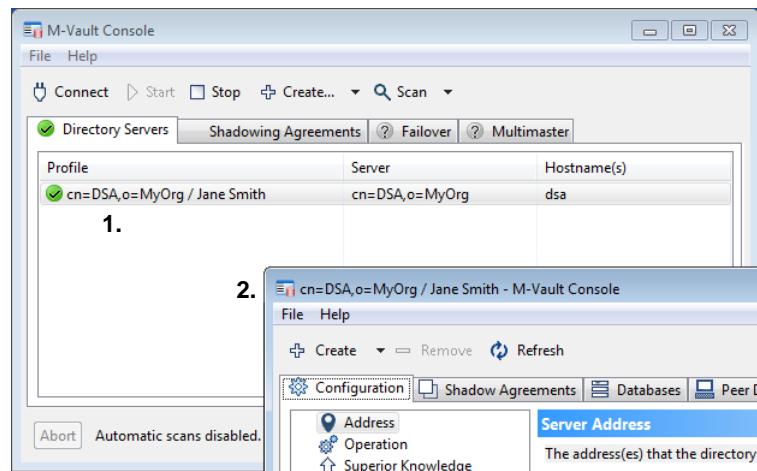 M-Vault Console
File Help
Connect Start Stop Create... Scan
Directory Servers Shadowing Agreements ? Failover ? Multimaster
Profile Server Hostname(s)
cn=DSA,o=MyOrg / Jane Smith cn=DSA,o=MyOrg dsa
1.
2. cn=DSA,o=MyOrg / Jane Smith - M-Vault Console
File Help
Create Remove Refresh
Configuration Shadow Agreements Databases Peer D
Address Server Address
Abort Automatic scans disabled. Operation The address(es) that the directory
Superior Knowledge